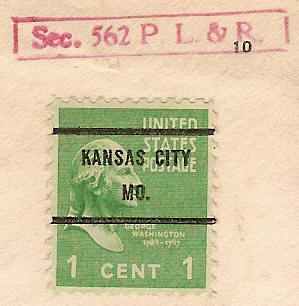 Sec. 562 P. L. & R.
10
UNITED
STATES
POSTAGE
KANSAS CITY
MO.
GEORGE
WASHINGTON
1789-1797
1 CENT 1